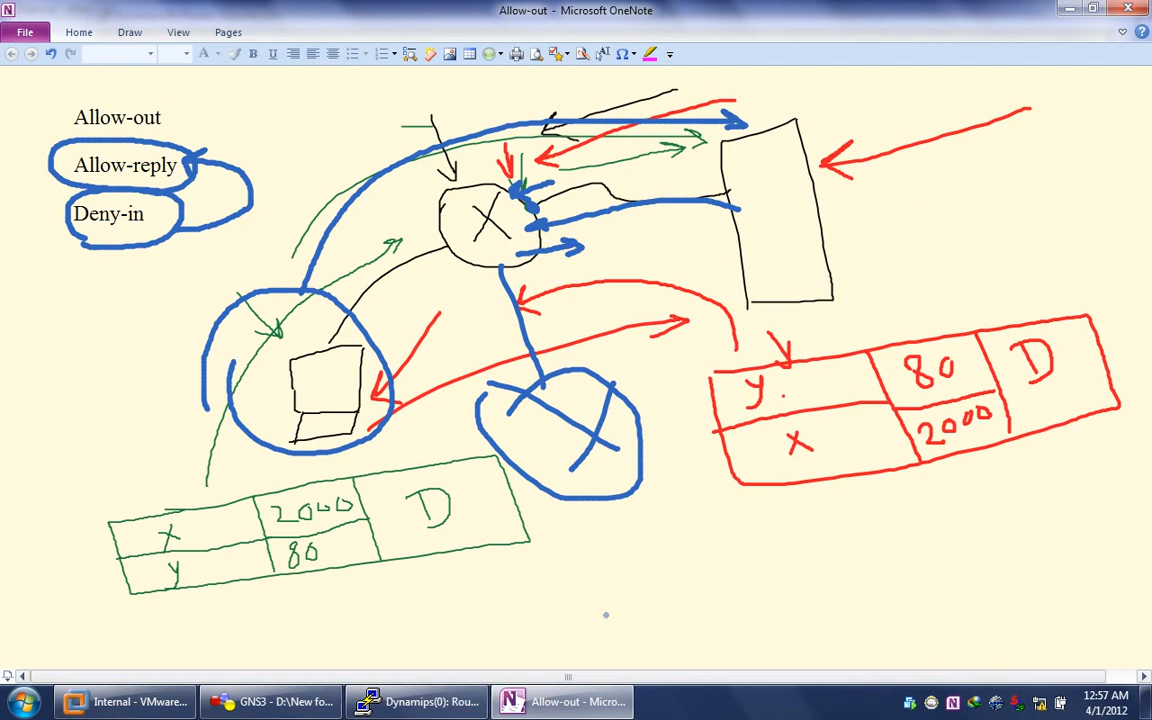 Allow-out - Microsoft OneNote
File Home Draw View Pages
Allow-out
Allow-reply
Deny-in
X
y 80 D
x 2000
X
x 2000 D
y 80
Internal - VMware...
GNS3 - D:\New fo...
Dynamips(0): Rou...
Allow-out - Micro...
12:57 AM
4/1/2012